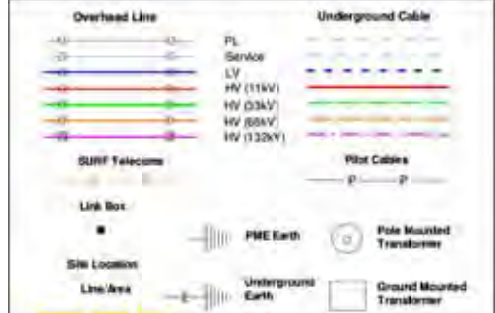 Overhead Line Underground Cable
PL
Service
LV
HV (11kV)
HV (33kV)
HV (66kV)
HV (132kV)
SURF Telecoms Pilot Cables
P P
Link Box
PME Earth Pole Mounted
Transformer
Site Location
Line/Area Underground
Earth Ground Mounted
Transformer